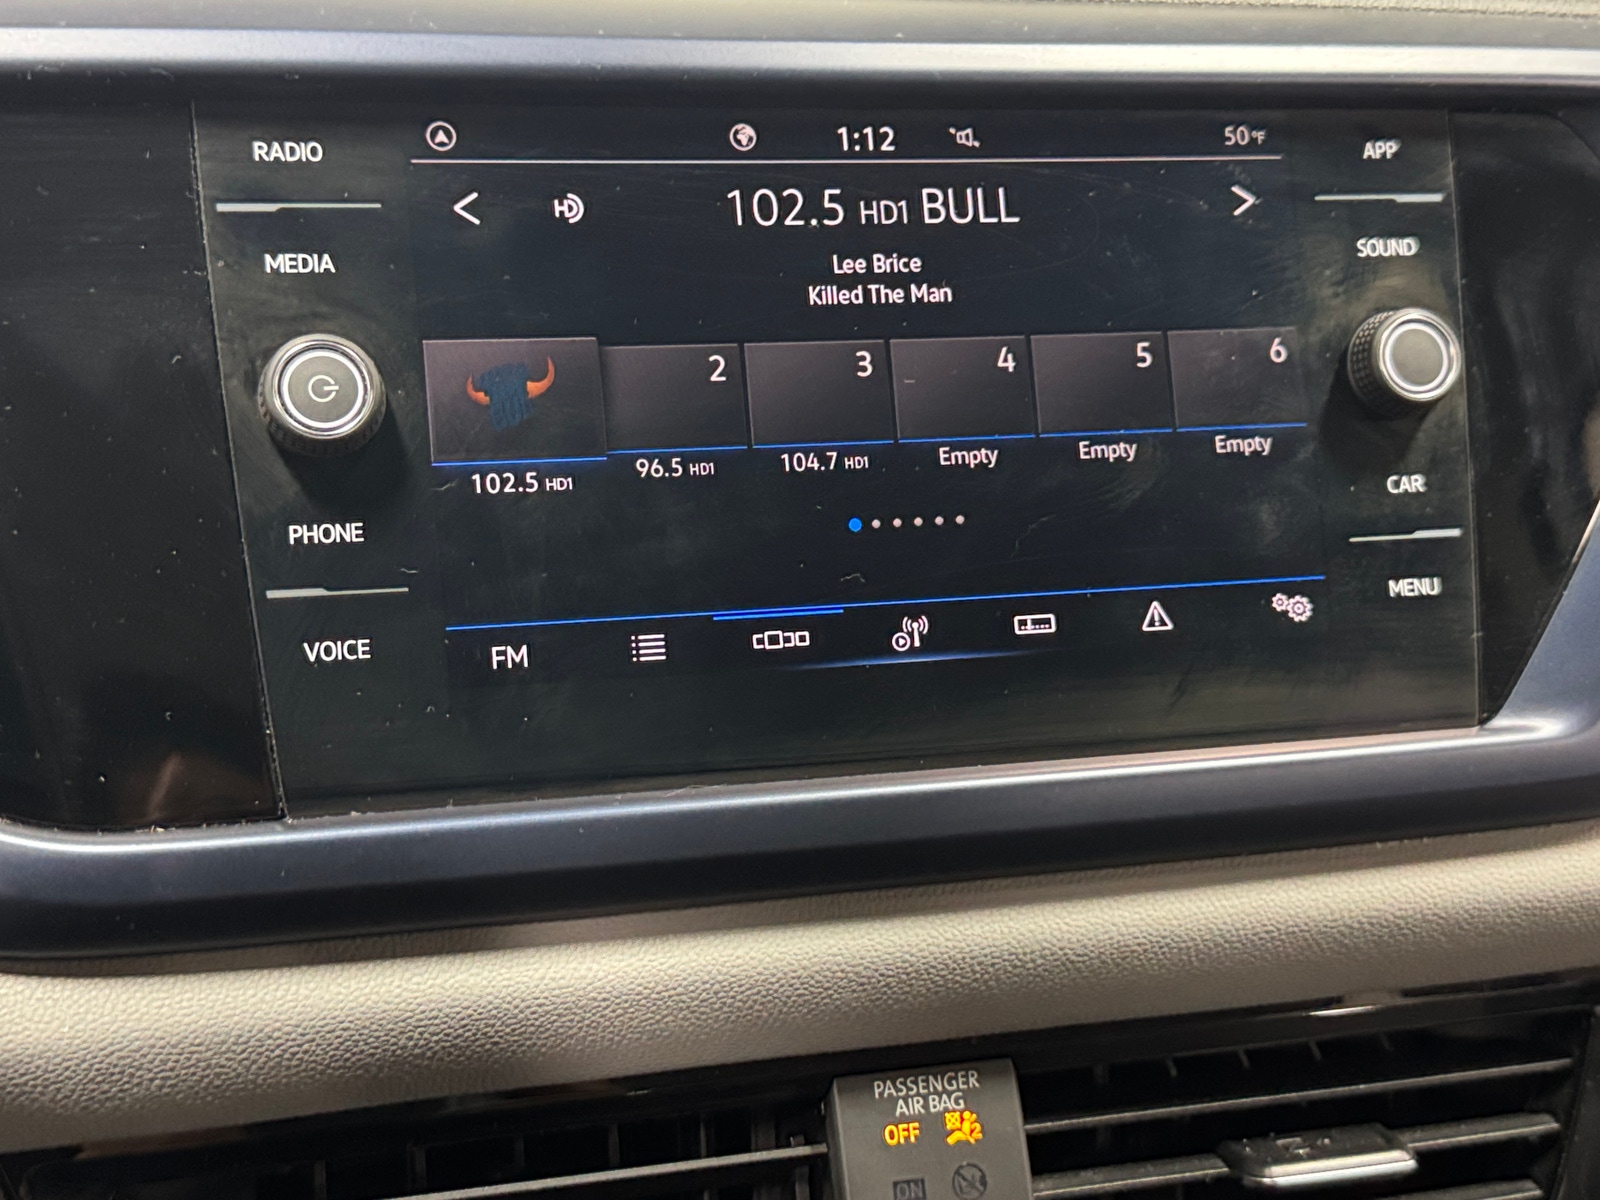 RADIO
MEDIA
PHONE
VOICE
1:12
50°F
102.5 HD1 BULL
Lee Brice
Killed The Man
2
3
4
5
6
102.5 HD1
96.5 HD1
104.7 HD1
Empty
Empty
Empty
FM
APP
SOUND
CAR
MENU
PASSENGER
AIR BAG
OFF
ON